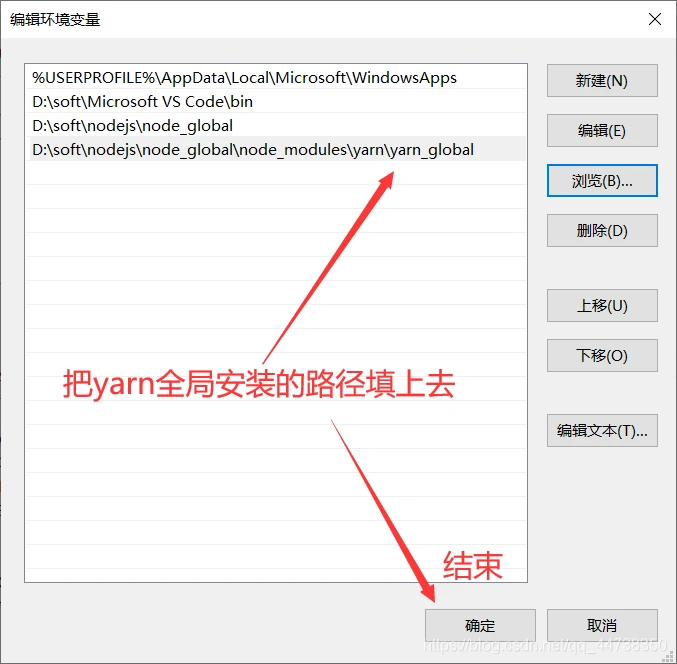 编辑环境变量
%USERPROFILE%\AppData\Local\Microsoft\WindowsApps
D:\soft\Microsoft VS Code\bin
D:\soft\nodejs\node_global
D:\soft\nodejs\node_global\node_modules\yarn\yarn_global
新建(N)
编辑(E)
浏览(B)...
删除(D)
上移(U)
下移(O)
编辑文本(T)...
把yarn全局安装的路径填上去
结束
确定
取消
https://blog.csdn.net/qq_44738350